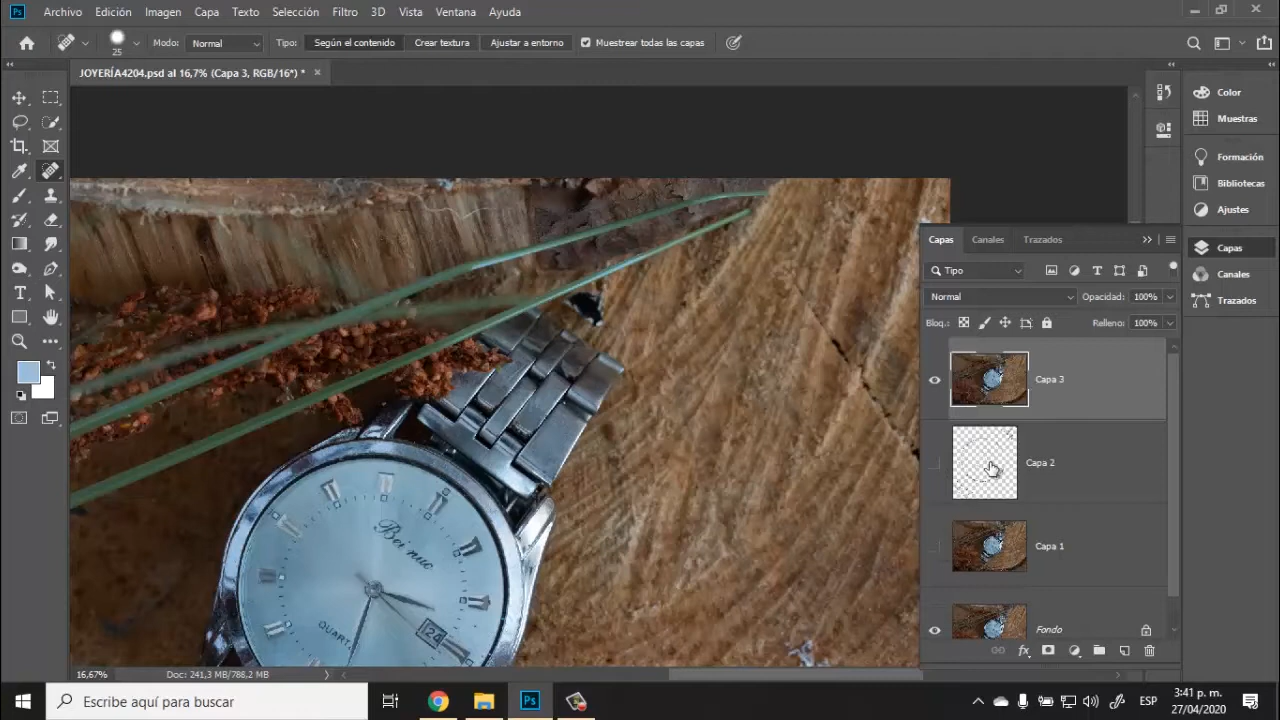 Ps Archivo Edición Imagen Capa Texto Selección Filtro 3D Vista Ventana Ayuda
25 Modo: Normal Tipo: Según el contenido Crear textura Ajustar a entorno Muestrear todas las capas
JOYERÍA4204.psd al 16,7% (Capa 3, RGB/16*) *
Color
Muestras
Formación
Bibliotecas
Ajustes
Capas
Canales
Trazados
Capas Canales Trazados
Tipo
Normal Opacidad: 100%
Bloq.: Relleno: 100%
Capa 3
Capa 2
Capa 1
Fondo
Bei nuo
QUARTZ
24
16,67% Doc: 241,3 MB/788,2 MB
Escribe aquí para buscar
Ps
ESP
3:41 p. m.
27/04/2020